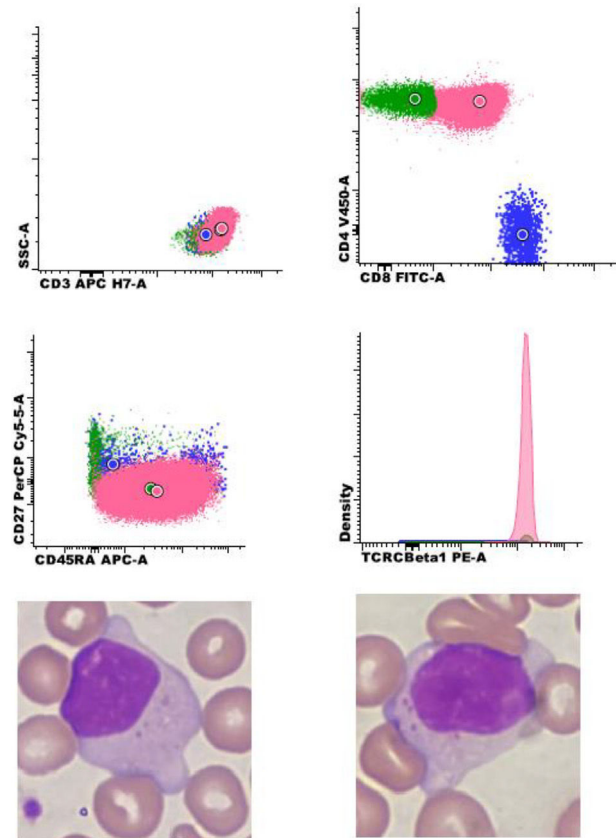 SSC-A
CD3 APC H7-A
CD4 V450-A
CD8 FITC-A
CD27 PerCP Cy5-5-A
CD45RA APC-A
Density
TCRCBeta1 PE-A